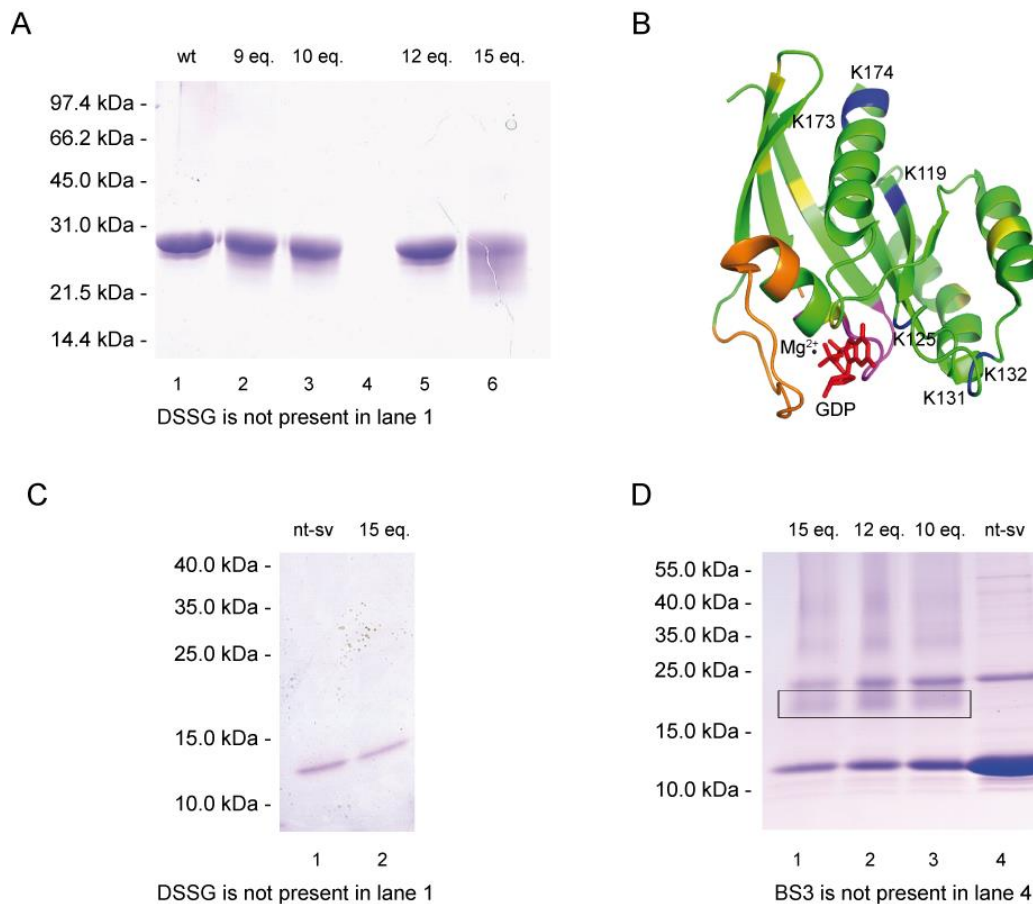 A
wt 9 eq. 10 eq. 12 eq. 15 eq.
97.4 kDa -
66.2 kDa -
45.0 kDa -
31.0 kDa -
21.5 kDa -
14.4 kDa -
1 2 3 4 5 6
DSSG is not present in lane 1
B
K174
K173
K119
Mg2+
K125
K132
K131
GDP
C
nt-sv 15 eq.
40.0 kDa -
35.0 kDa -
25.0 kDa -
15.0 kDa -
10.0 kDa -
1 2
DSSG is not present in lane 1
D
15 eq. 12 eq. 10 eq. nt-sv
55.0 kDa -
40.0 kDa -
35.0 kDa -
25.0 kDa -
15.0 kDa -
10.0 kDa -
1 2 3 4
BS3 is not present in lane 4